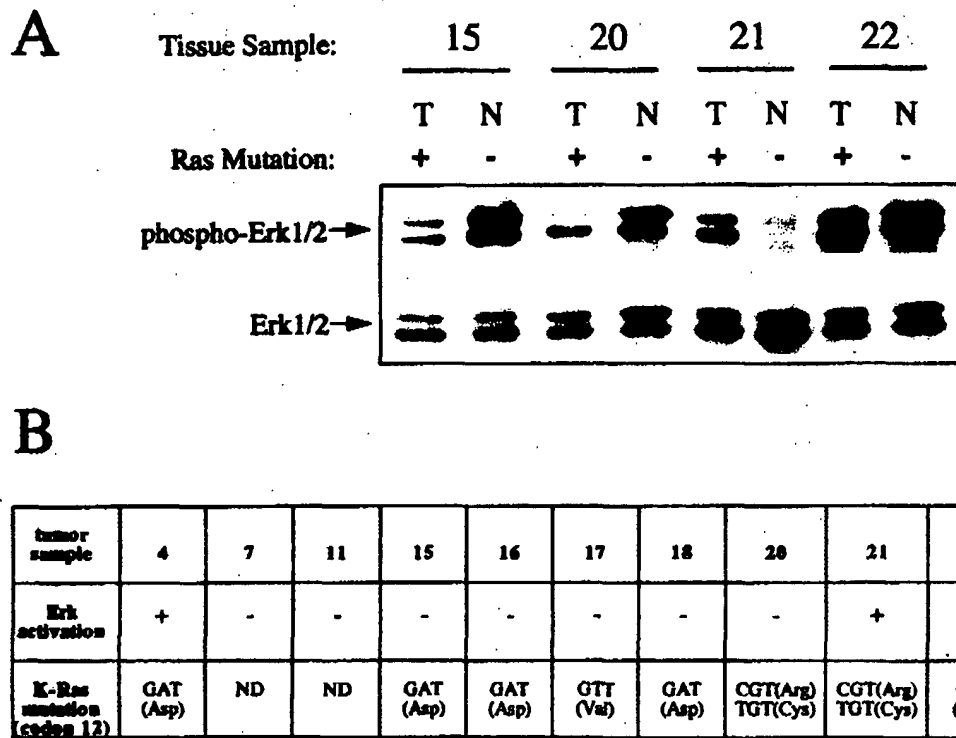 A
Tissue Sample: 15 20 21 22
T N T N T N T N
Ras Mutation: + - + - + - + -
phospho-Erk1/2
Erk1/2
B
tumor sample 4 7 11 15 16 17 18 20 21
Erk activation + - - - - - - - +
K-Ras mutation (codon 12) GAT (Asp) ND ND GAT (Asp) GAT (Asp) GTT (Val) GAT (Asp) CGT(Arg) TGT(Cys) CGT(Arg) TGT(Cys)